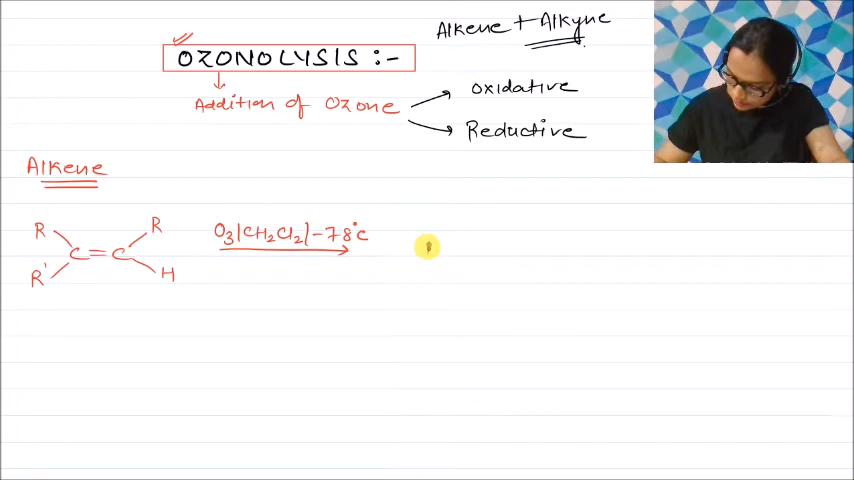 Alkene + Alkyne
OZONOLYSIS :-
Addition of Ozone
Oxidative
Reductive
Alkene
R R
C = C
R' H
O3|CH2Cl2|-78°C